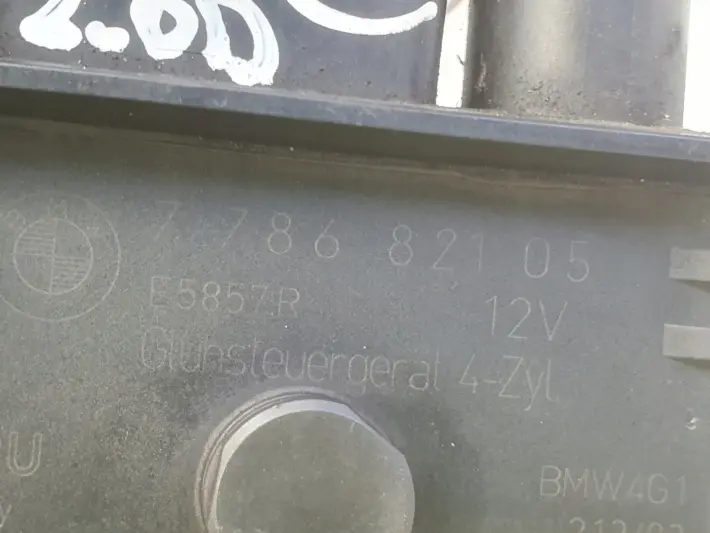 2.0D
7 786 821 05
E5857R 12V
Glühsteuergerät 4-Zyl
BMW4G1